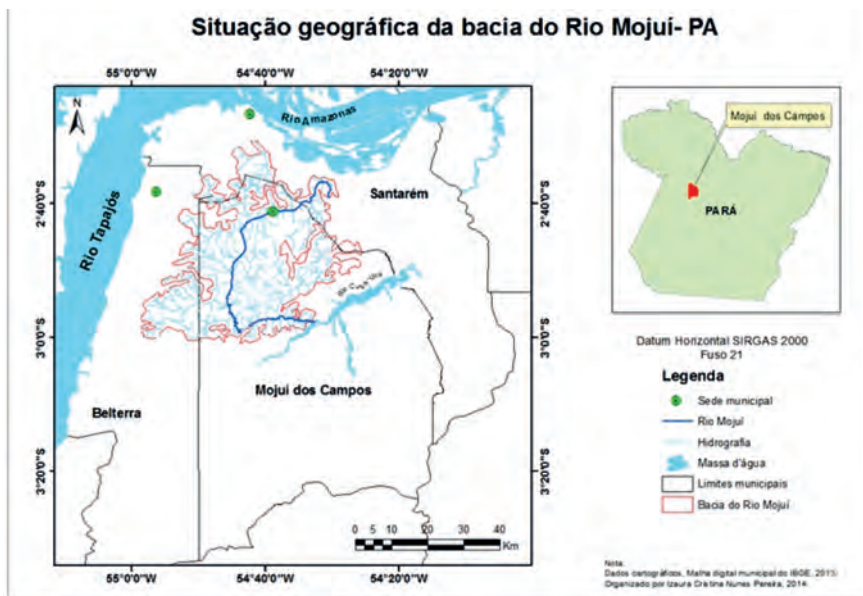 Situação geográfica da bacia do Rio Mojuí- PA
55°0'0"W 54°40'0"W 54°20'0"W
N
Rio Amazonas
Rio Tapajós
Santarém
2°40'0"S
2°40'0"S
3°0'0"S
3°0'0"S
Mojuí dos Campos
Belterra
3°20'0"S
3°20'0"S
0 5 10 20 30 40
Km
55°0'0"W 54°40'0"W 54°20'0"W
Mojuí dos Campos
PARÁ
Datum Horizontal SIRGAS 2000
Fuso 21
Legenda
Sede municipal
Rio Mojuí
Hidrografia
Massa d'água
Limites municipais
Bacia do Rio Mojuí
Nota:
Dados cartográficos, Malha digital municipal do IBGE, 2013/
Organizado por Izaura Cristina Nunes Pereira, 2014.